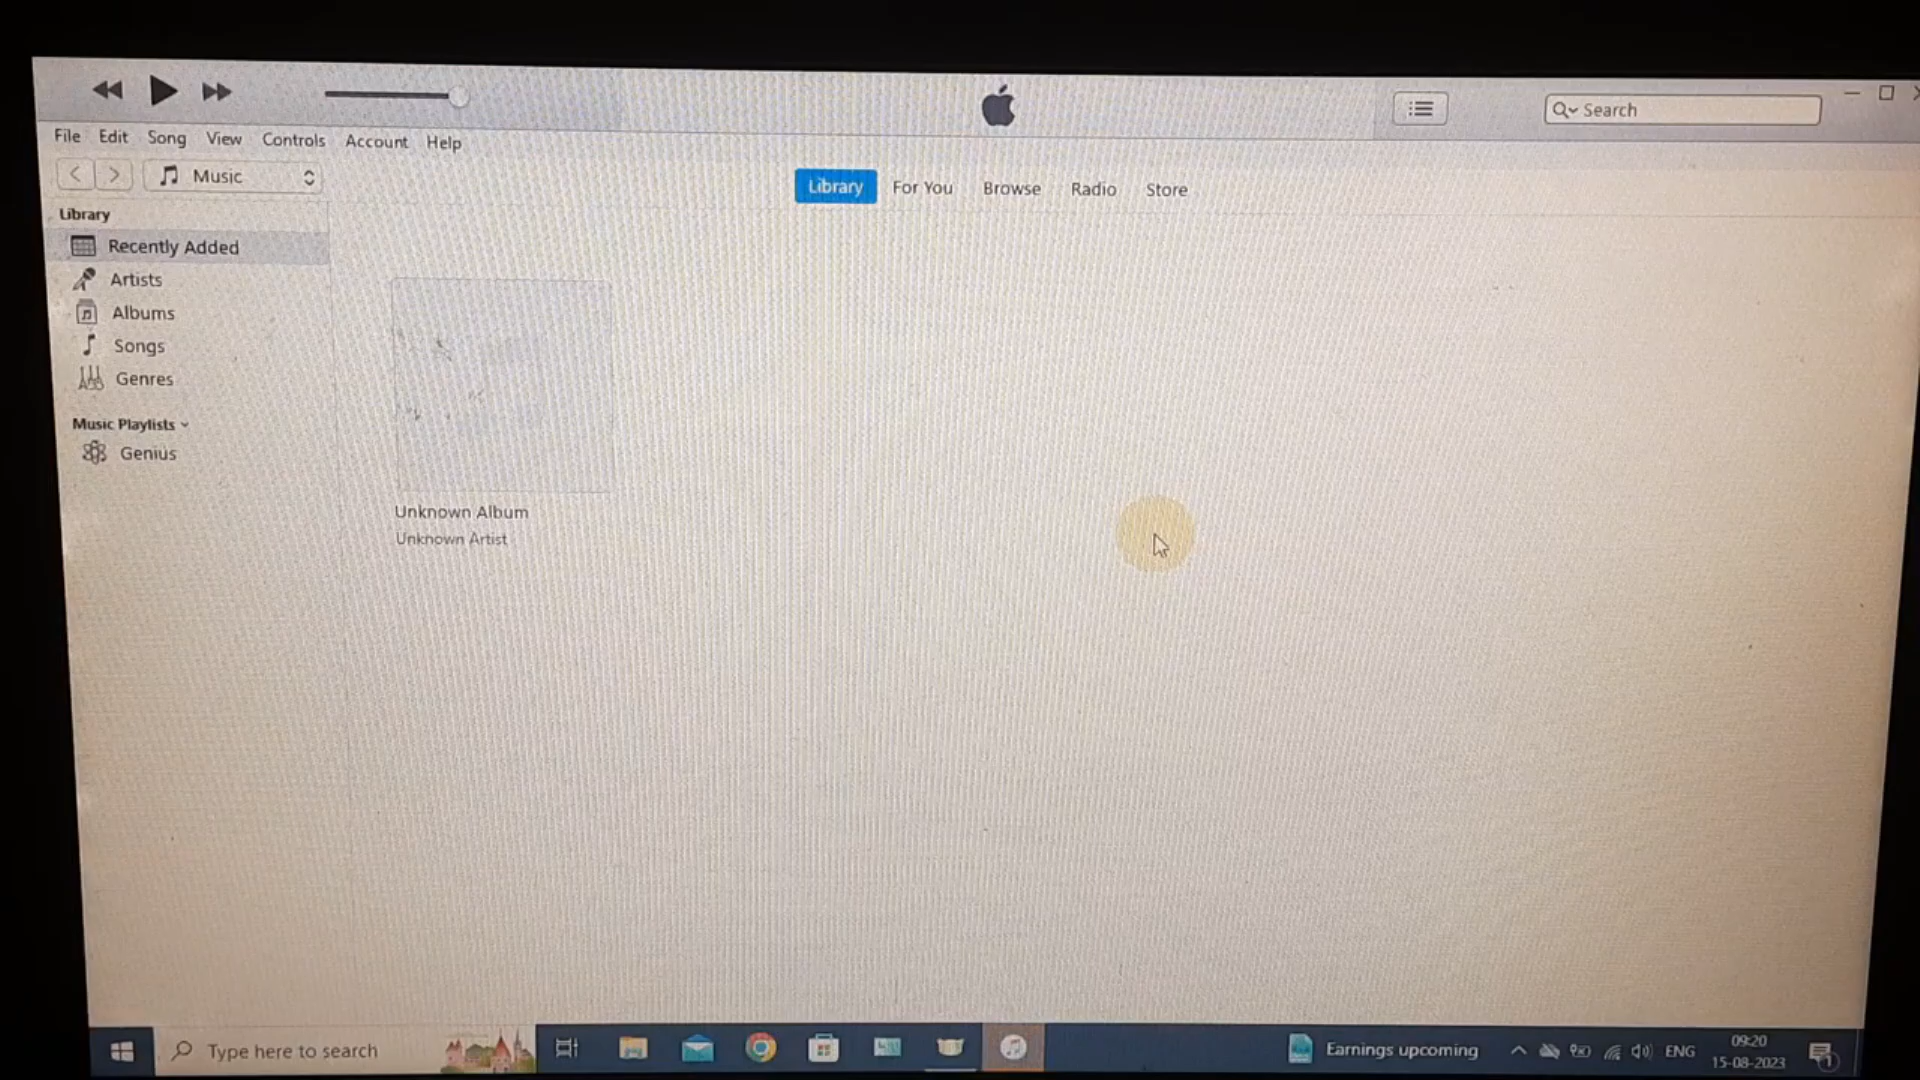 Search
File Edit Song View Controls Account Help
Music
Library For You Browse Radio Store
Library
Recently Added
Artists
Albums
Songs
Genres
Music Playlists
Genius
Unknown Album
Unknown Artist
Type here to search
Earnings upcoming
ENG
09:20
15-08-2023
1